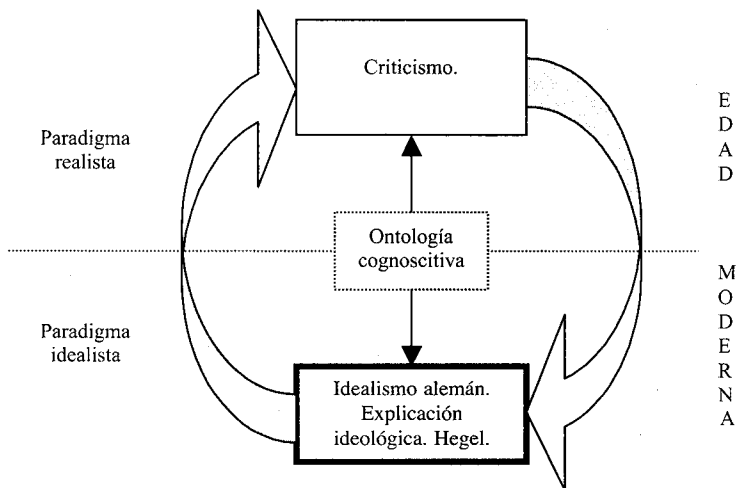 Criticismo.
Paradigma
realista
Ontología
cognoscitiva
Paradigma
idealista
Idealismo alemán.
Explicación
ideológica. Hegel.
E
D
A
D
M
O
D
E
R
N
A